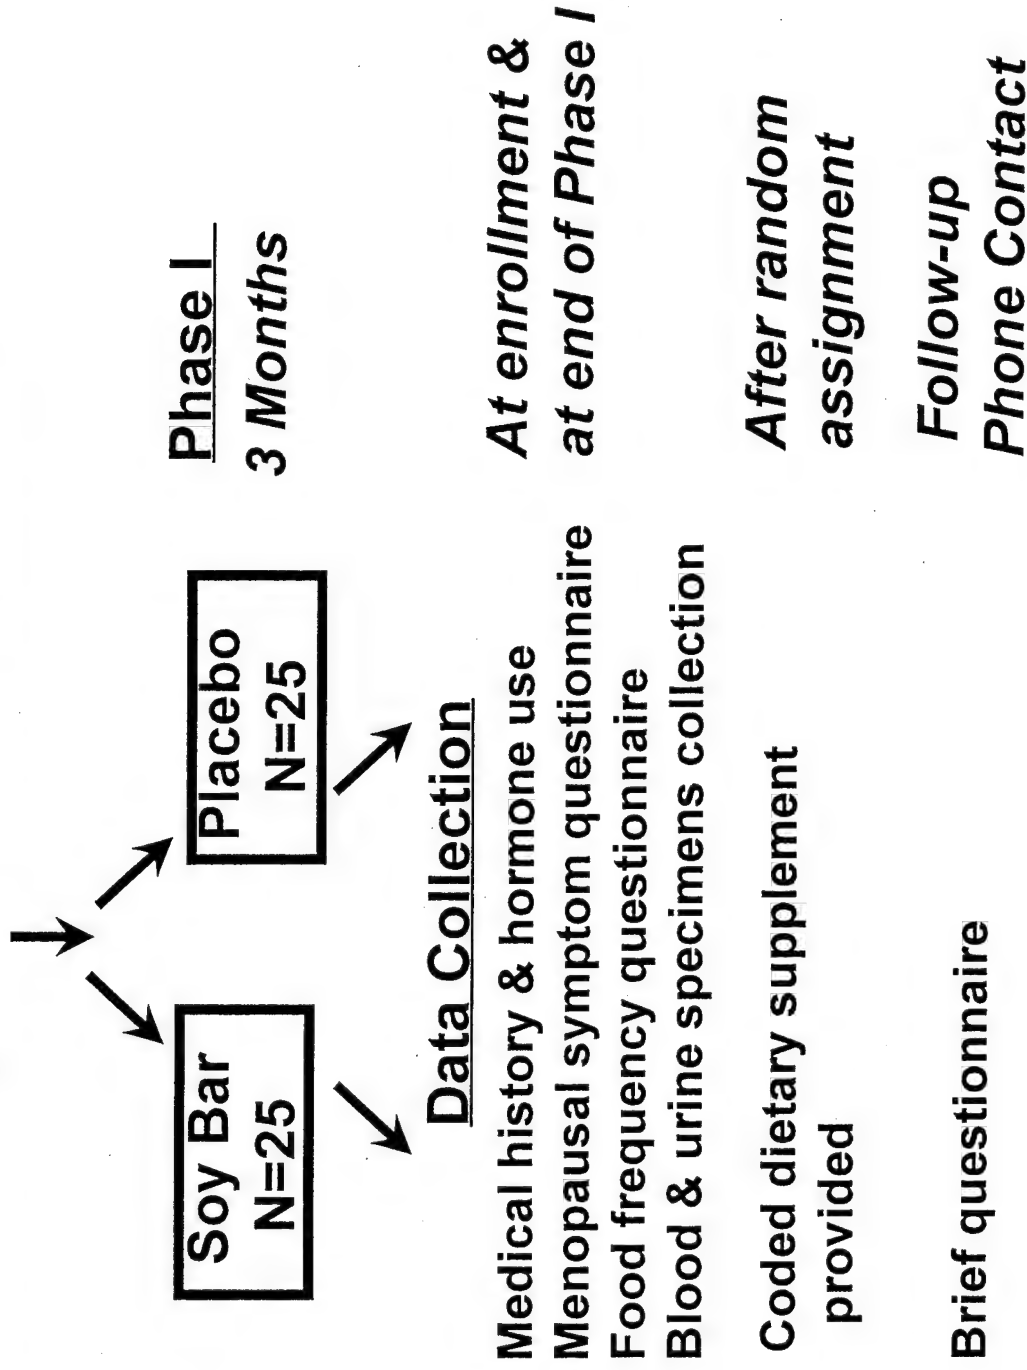 Phase I
3 Months
Soy Bar
N=25
Placebo
N=25
Data Collection
Medical history & hormone use
Menopausal symptom questionnaire
Food frequency questionnaire
Blood & urine specimens collection
At enrollment &
at end of Phase I
Coded dietary supplement
provided
After random
assignment
Brief questionnaire
Follow-up
Phone Contact